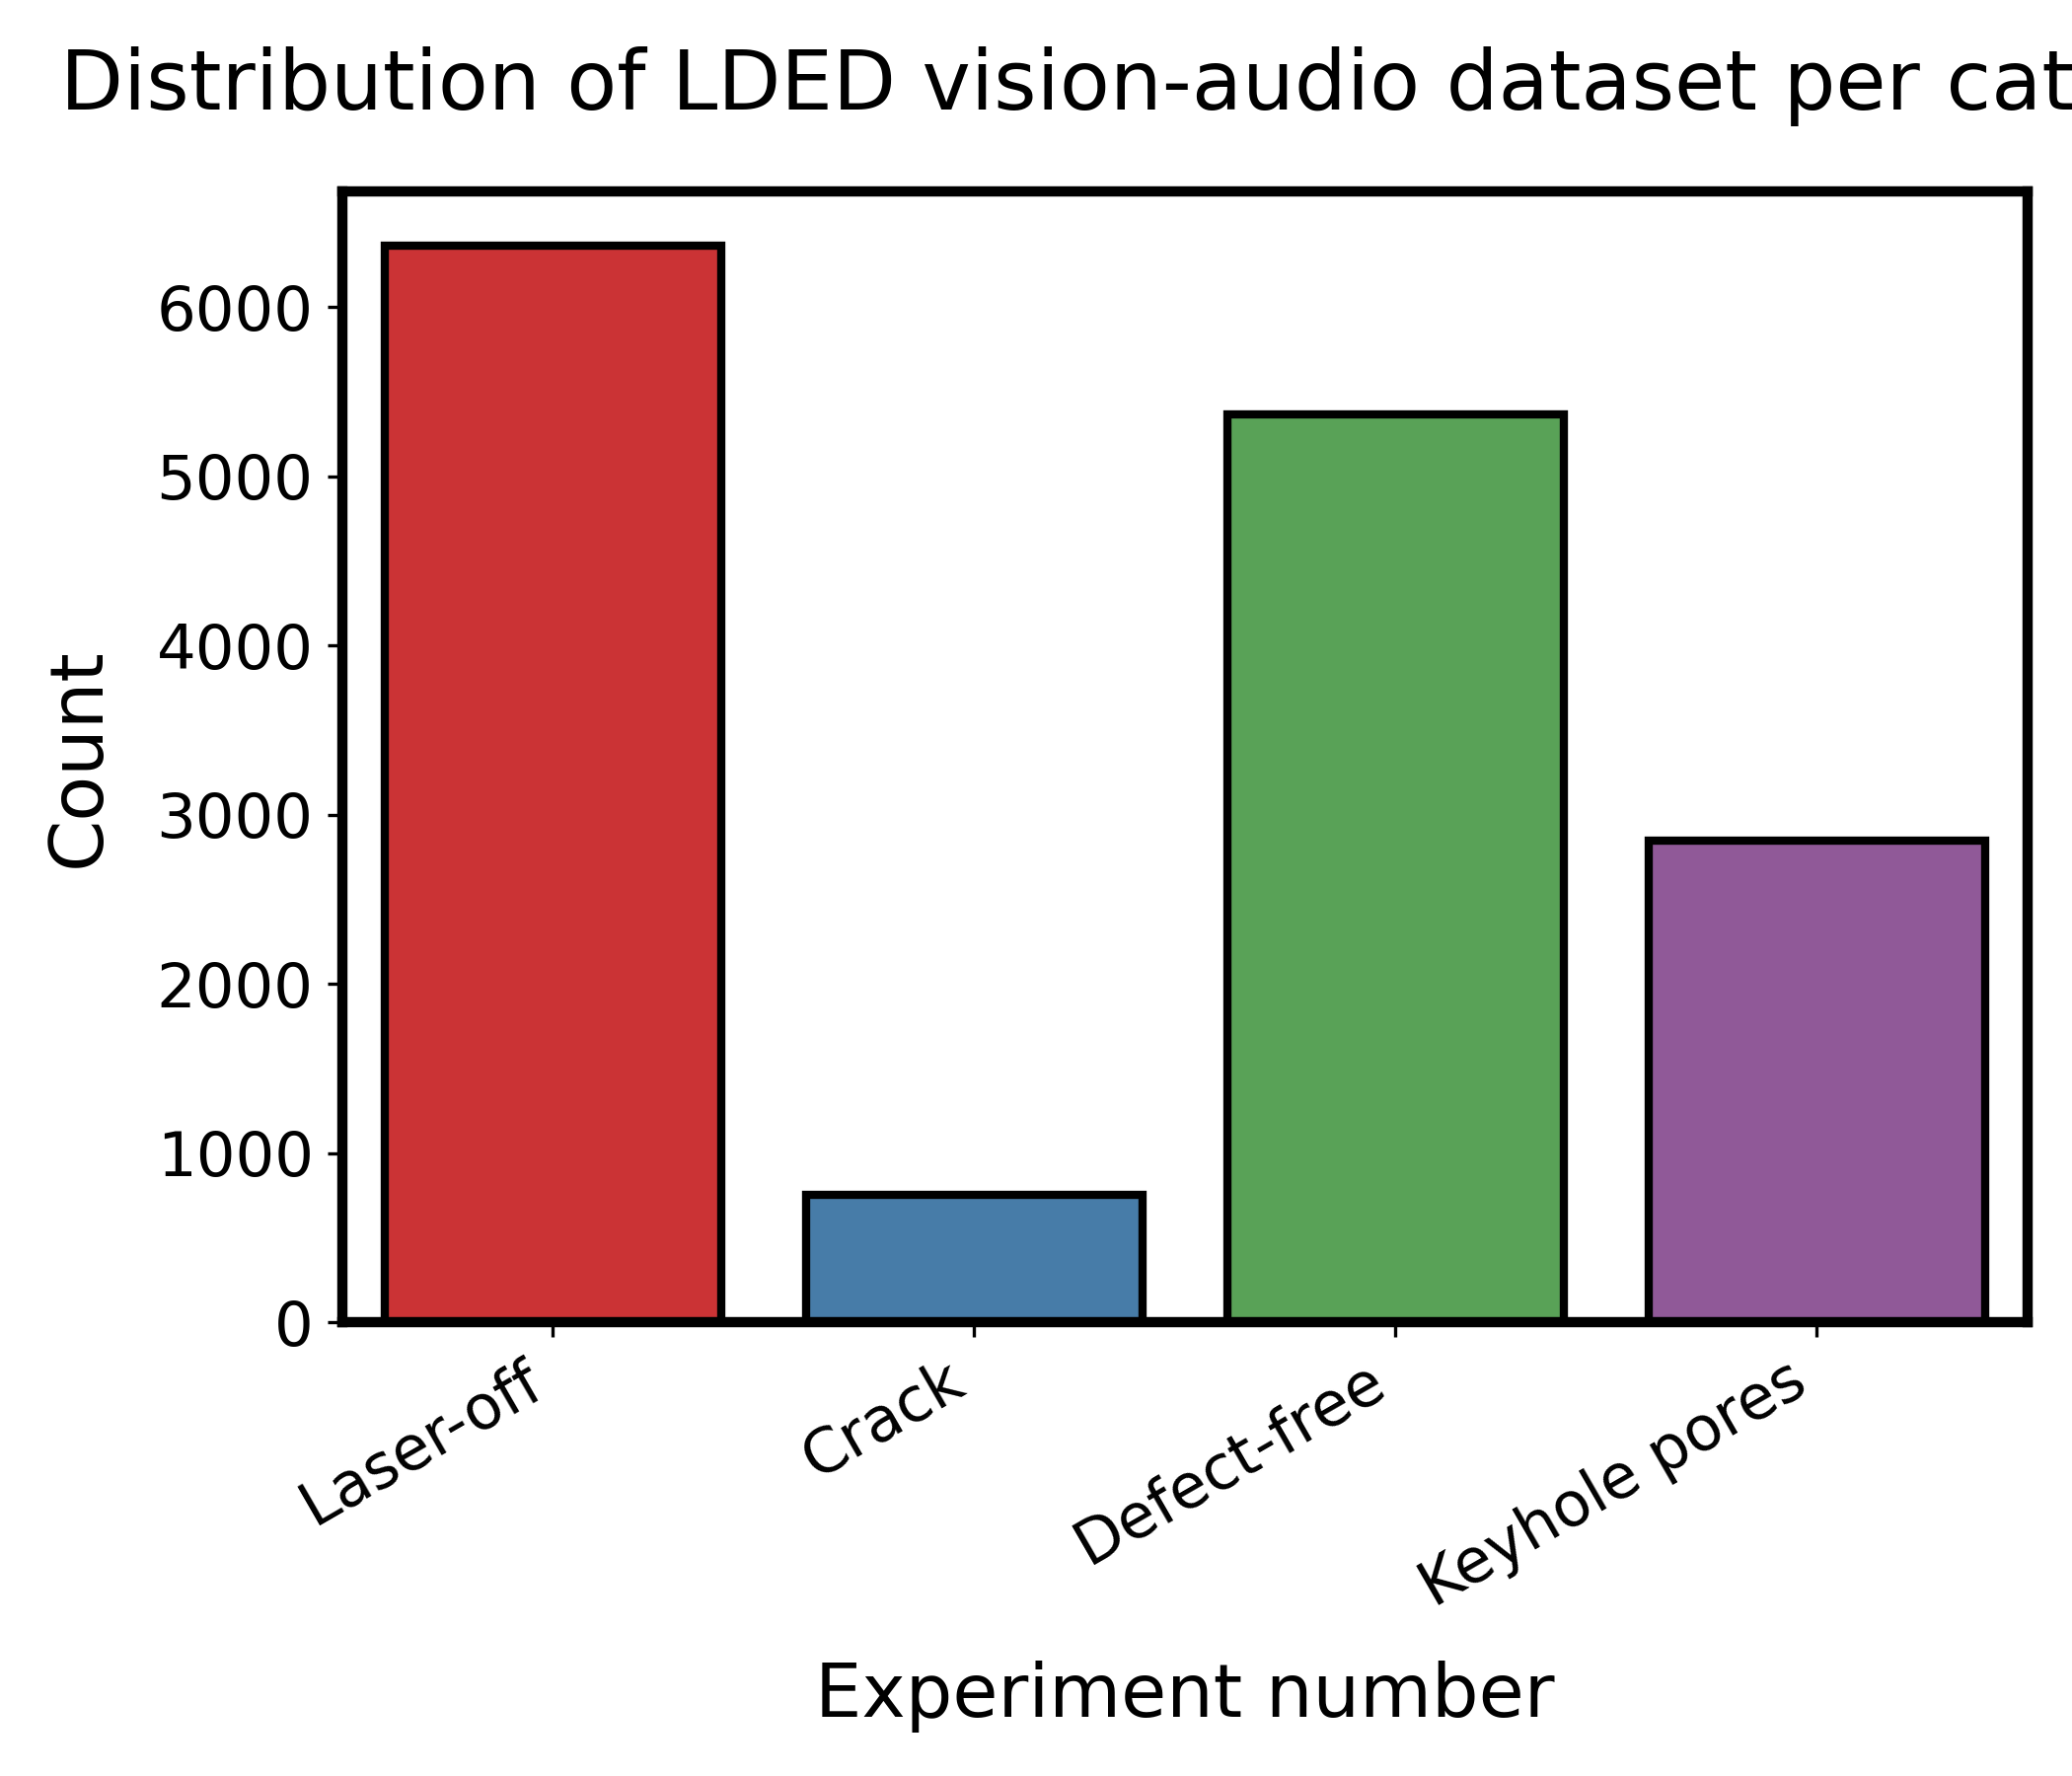 Distribution of LDED vision-audio dataset per cat
Count
6000
5000
4000
3000
2000
1000
0
Laser-off
Crack
Defect-free
Keyhole pores
Experiment number